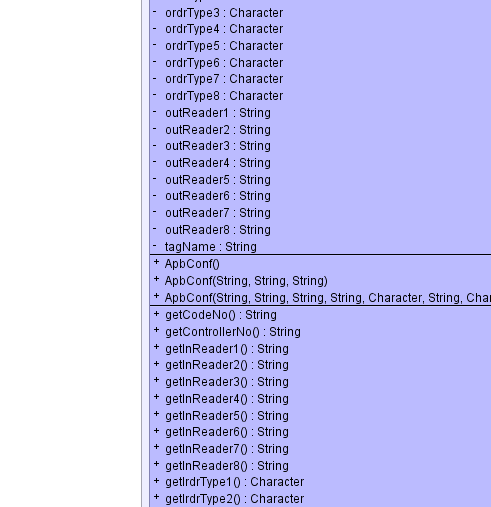 - ordrType3 : Character
- ordrType4 : Character
- ordrType5 : Character
- ordrType6 : Character
- ordrType7 : Character
- ordrType8 : Character
- outReader1 : String
- outReader2 : String
- outReader3 : String
- outReader4 : String
- outReader5 : String
- outReader6 : String
- outReader7 : String
- outReader8 : String
- tagName : String
+ ApbConf()
+ ApbConf(String, String, String)
+ ApbConf(String, String, String, String, Character, String, Cha
+ getCodeNo() : String
+ getControllerNo() : String
+ getInReader1() : String
+ getInReader2() : String
+ getInReader3() : String
+ getInReader4() : String
+ getInReader5() : String
+ getInReader6() : String
+ getInReader7() : String
+ getInReader8() : String
+ getIrdrType1() : Character
+ getIrdrType2() : Character